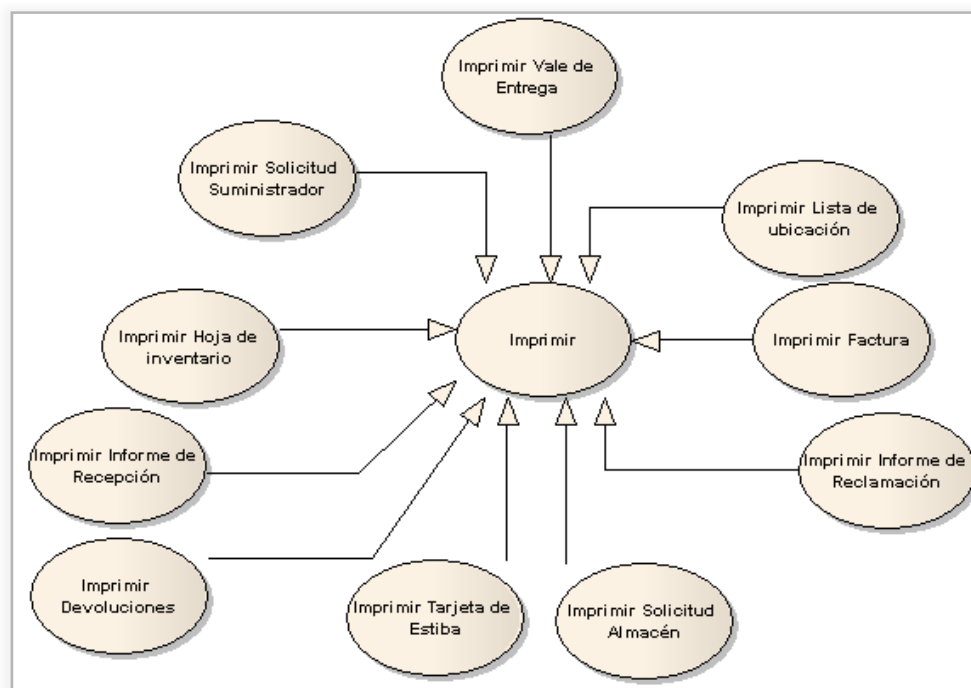 Imprimir Vale de
Entrega
Imprimir Solicitud
Suministrador
Imprimir Lista de
ubicación
Imprimir Hoja de
inventario
Imprimir
Imprimir Factura
Imprimir Informe de
Recepción
Imprimir Informe de
Reclamación
Imprimir
Devoluciones
Imprimir Tarjeta de
Estiba
Imprimir Solicitud
Almacén